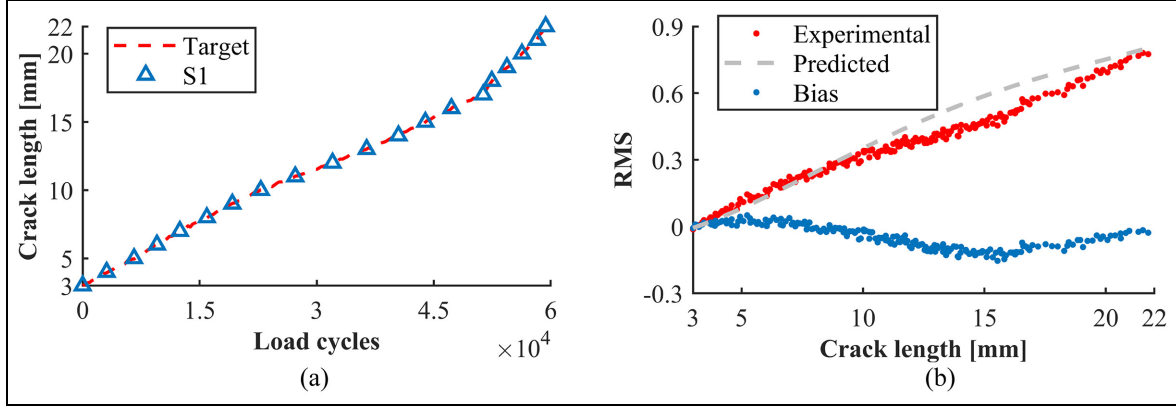 22
20
15
10
5
3
Crack length [mm]
Target
S1
0
1.5
3
4.5
6
Load cycles
×10⁴
(a)
0.9
0.6
0.3
0
-0.3
RMS
Experimental
Predicted
Bias
3
5
10
15
20
22
Crack length [mm]
(b)